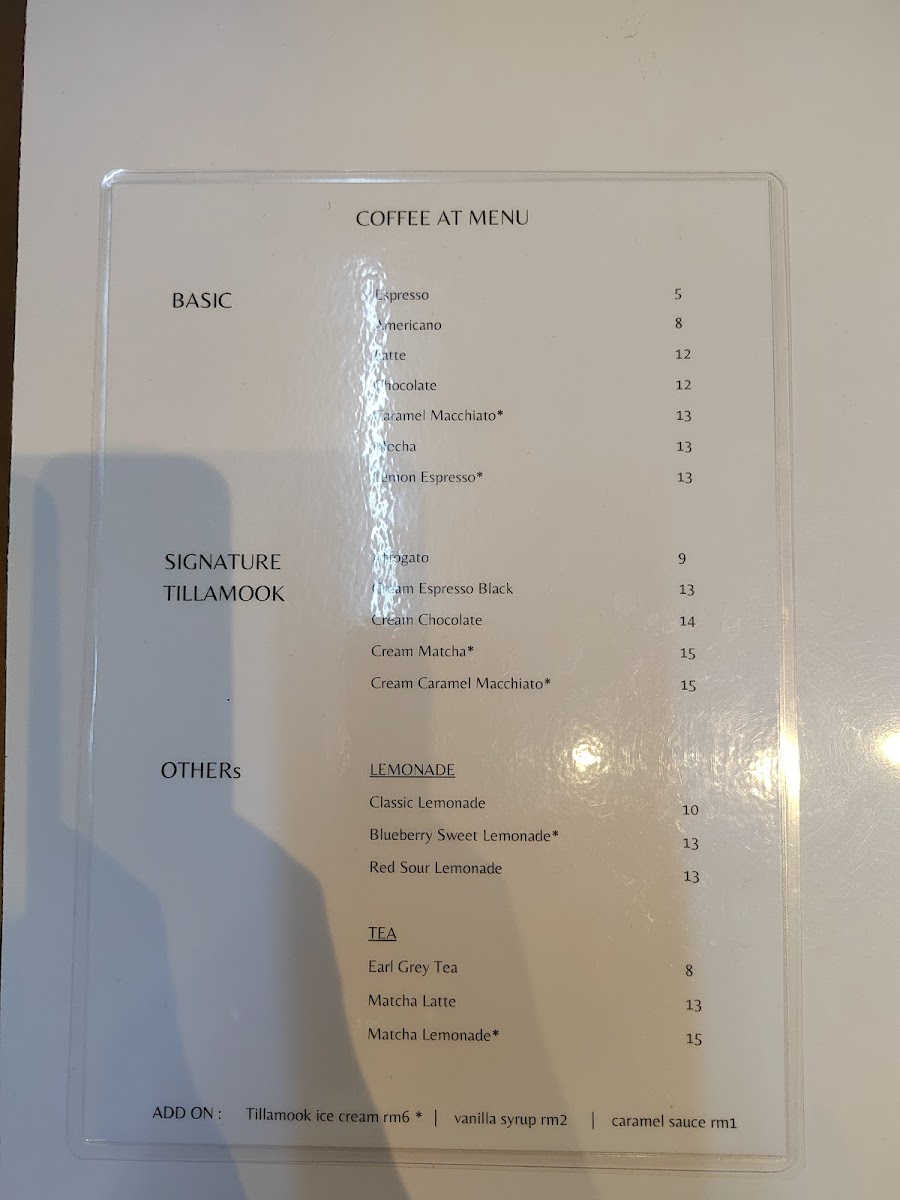 COFFEE AT MENU
BASIC
Espresso 5
Americano 8
Latte 12
Chocolate 12
Caramel Macchiato* 13
Mocha 13
Lemon Espresso* 13
SIGNATURE
TILLAMOOK
Affogato 9
Cream Espresso Black 13
Cream Chocolate 14
Cream Matcha* 15
Cream Caramel Macchiato* 15
OTHERs
LEMONADE
Classic Lemonade 10
Blueberry Sweet Lemonade* 13
Red Sour Lemonade 13
TEA
Earl Grey Tea 8
Matcha Latte 13
Matcha Lemonade* 15
ADD ON : Tillamook ice cream rm6 * | vanilla syrup rm2 | caramel sauce rm1